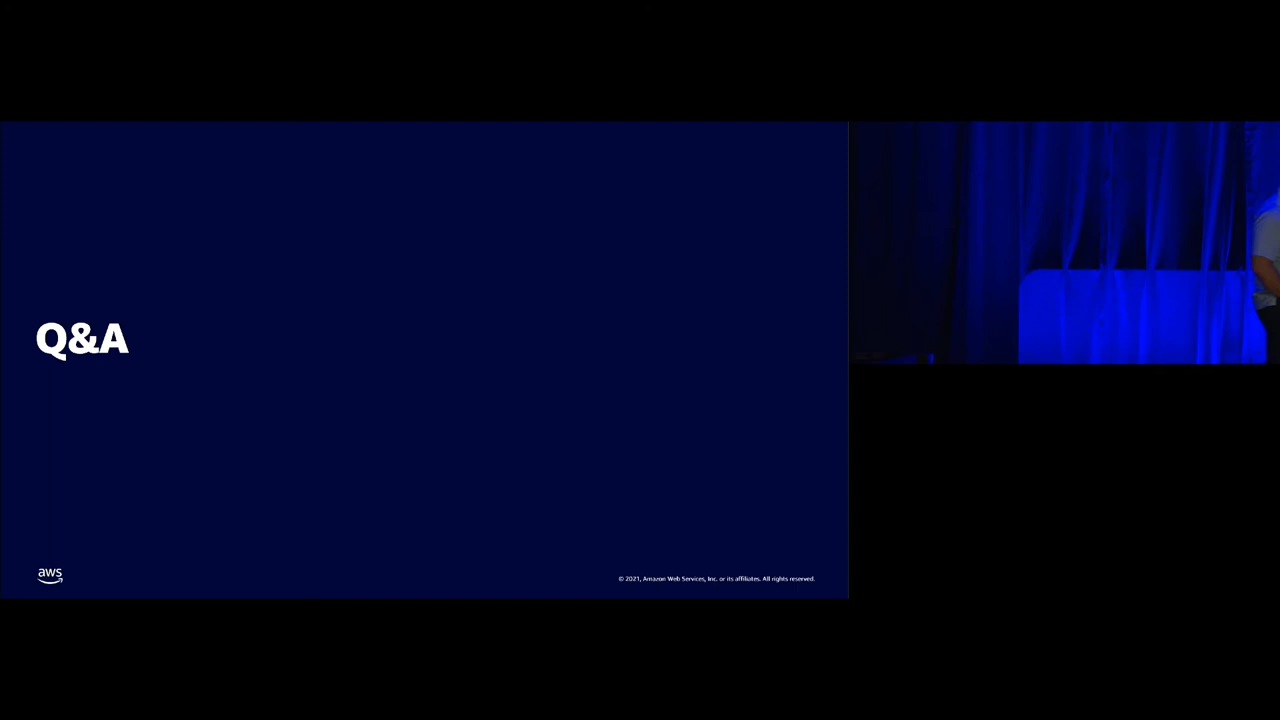 Q&A
aws
© 2021, Amazon Web Services, Inc. or its affiliates. All rights reserved.